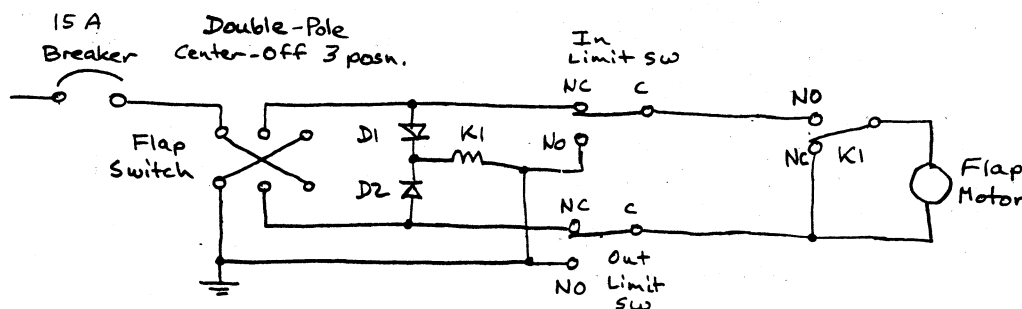 15 A
Breaker
Double-Pole
Center-Off 3 posn.
In
Limit SW
NC
C
NO
D1
K1
No
Flap
Switch
NC
K1
Flap
Motor
D2
NC
C
NO
Out
Limit
SW